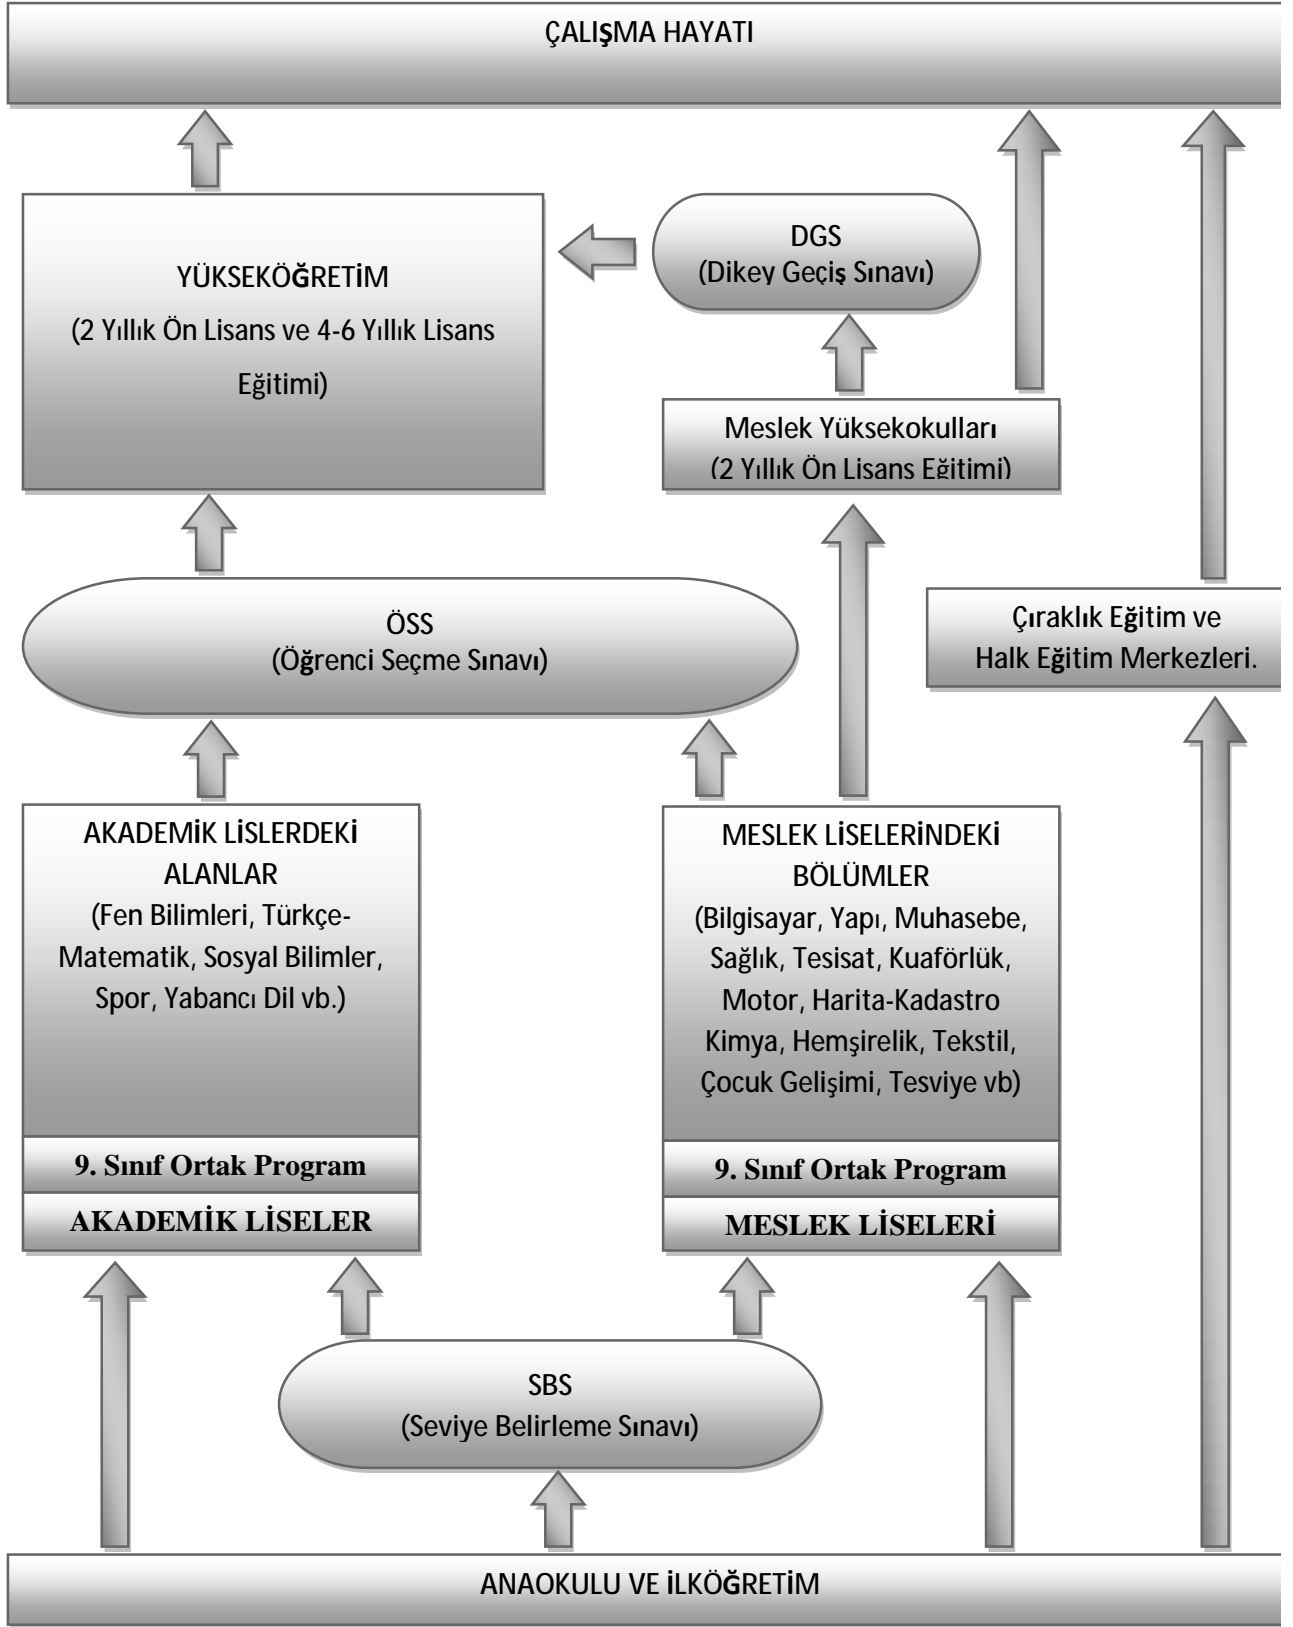 ÇALIŞMA HAYATI
DGS
(Dikey Geçiş Sınavı)
YÜKSEKÖĞRETİM
(2 Yıllık Ön Lisans ve 4-6 Yıllık Lisans
Eğitimi)
Meslek Yüksekokulları
(2 Yıllık Ön Lisans Eğitimi)
ÖSS
(Öğrenci Seçme Sınavı)
Çıraklık Eğitim ve
Halk Eğitim Merkezleri.
AKADEMİK LİSLERDEKİ
ALANLAR
(Fen Bilimleri, Türkçe-
Matematik, Sosyal Bilimler,
Spor, Yabancı Dil vb.)
9. Sınıf Ortak Program
AKADEMİK LİSELER
MESLEK LİSELERİNDEKİ
BÖLÜMLER
(Bilgisayar, Yapı, Muhasebe,
Sağlık, Tesisat, Kuaförlük,
Motor, Harita-Kadastro
Kimya, Hemşirelik, Tekstil,
Çocuk Gelişimi, Tesviye vb)
9. Sınıf Ortak Program
MESLEK LİSELERİ
SBS
(Seviye Belirleme Sınavı)
ANAOKULU VE İLKÖĞRETİM